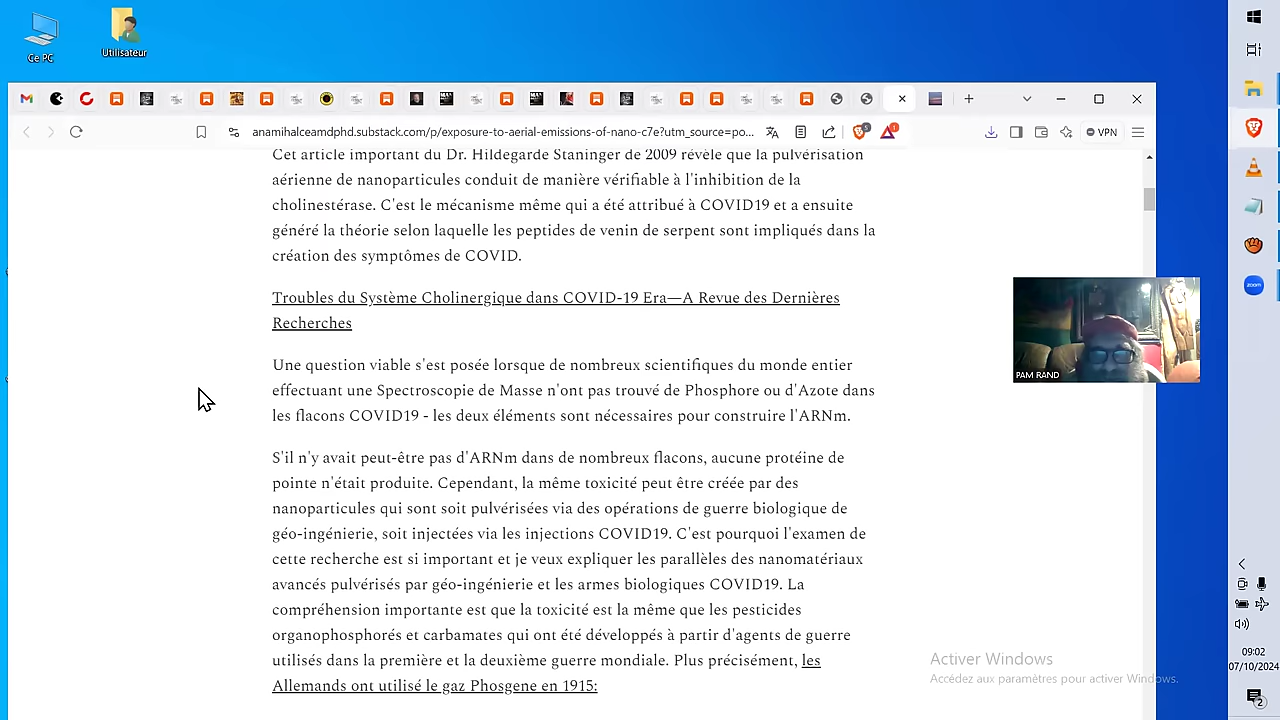 Ce PC
Utilisateur
anamihalceamdphd.substack.com/p/exposure-to-aerial-emissions-of-nano-c7e?utm_source=po...
VPN
Cet article important du Dr. Hildegarde Staninger de 2009 révèle que la pulvérisation
aérienne de nanoparticules conduit de manière vérifiable à l'inhibition de la
cholinestérase. C'est le mécanisme même qui a été attribué à COVID19 et a ensuite
généré la théorie selon laquelle les peptides de venin de serpent sont impliqués dans la
création des symptômes de COVID.
Troubles du Système Cholinergique dans COVID-19 Era—A Revue des Dernières
Recherches
Une question viable s'est posée lorsque de nombreux scientifiques du monde entier
effectuant une Spectroscopie de Masse n'ont pas trouvé de Phosphore ou d'Azote dans
les flacons COVID19 - les deux éléments sont nécessaires pour construire l'ARNm.
S'il n'y avait peut-être pas d'ARNm dans de nombreux flacons, aucune protéine de
pointe n'était produite. Cependant, la même toxicité peut être créée par des
nanoparticules qui sont soit pulvérisées via des opérations de guerre biologique de
géo-ingénierie, soit injectées via les injections COVID19. C'est pourquoi l'examen de
cette recherche est si important et je veux expliquer les parallèles des nanomatériaux
avancés pulvérisés par géo-ingénierie et les armes biologiques COVID19. La
compréhension importante est que la toxicité est la même que les pesticides
organophosphorés et carbamates qui ont été développés à partir d'agents de guerre
utilisés dans la première et la deuxième guerre mondiale. Plus précisément, les
Allemands ont utilisé le gaz Phosgene en 1915:
PAM RAND
Activer Windows
Accédez aux paramètres pour activer Windows.
zoom
09:02
07/10/2024
2